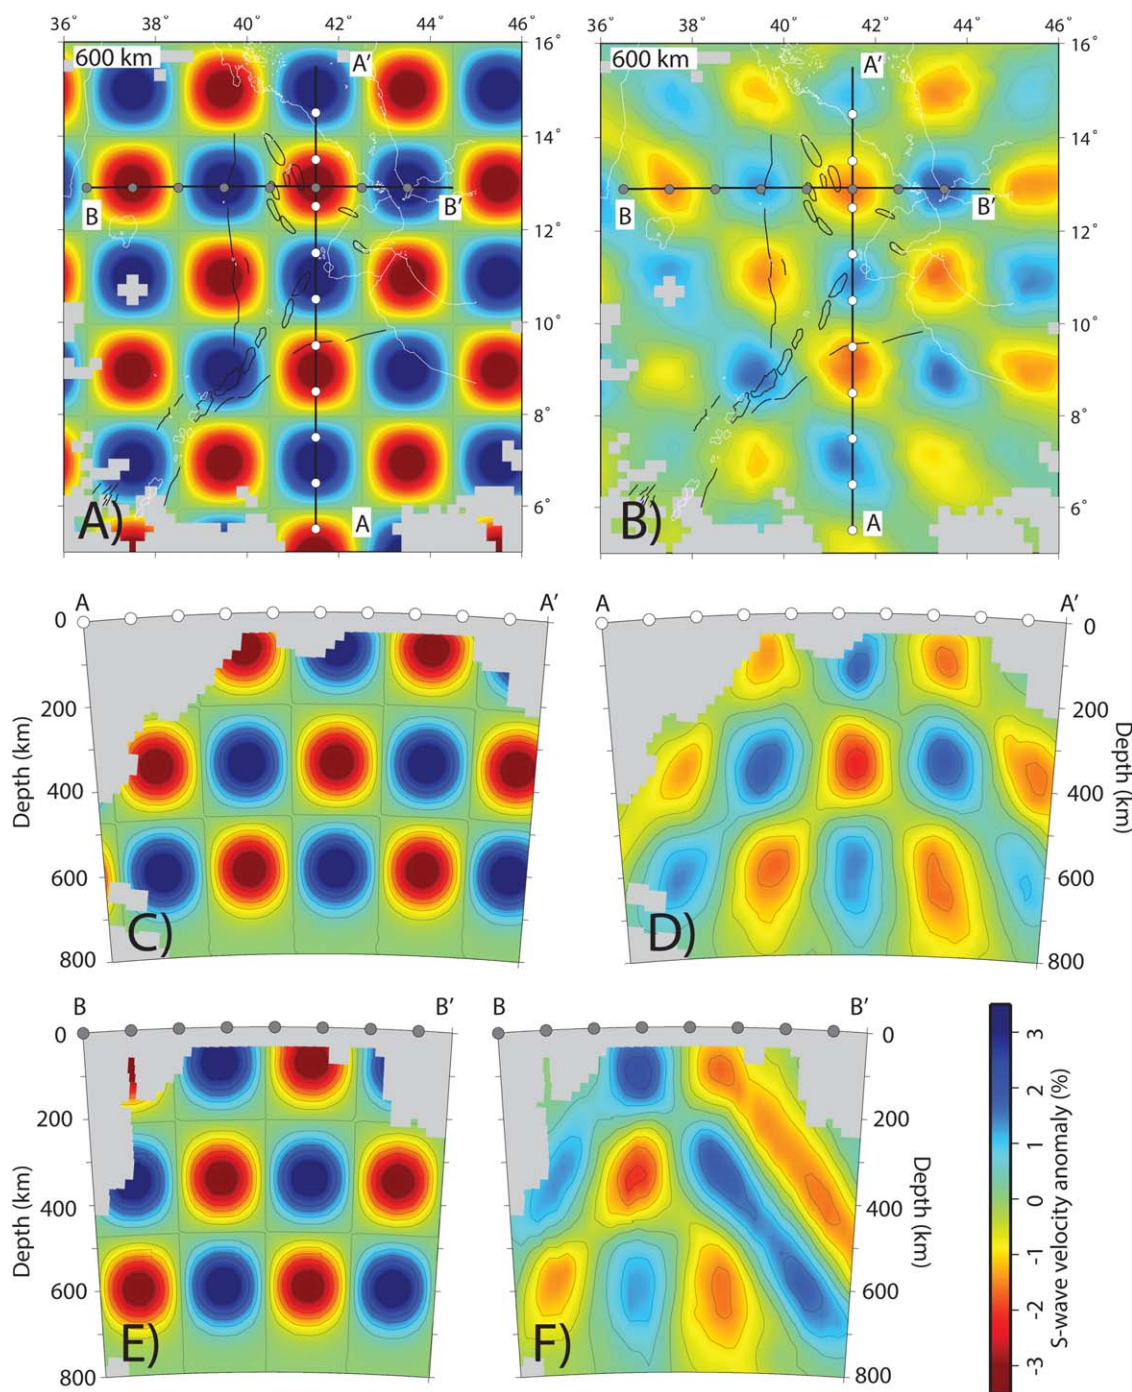 36˚ 38˚ 40˚ 42˚ 44˚ 46˚
36˚ 38˚ 40˚ 42˚ 44˚ 46˚
600 km
A'
B
B'
A
A)
16˚
14˚
12˚
10˚
8˚
6˚
600 km
A'
B
B'
A
B)
16˚
14˚
12˚
10˚
8˚
6˚
A
A'
0
200
400
600
800
Depth (km)
C)
A
A'
0
200
400
600
800
Depth (km)
D)
B
B'
0
200
400
600
800
Depth (km)
E)
B
B'
0
200
400
600
800
Depth (km)
F)
3
2
1
0
-1
-2
-3
S-wave velocity anomaly (%)